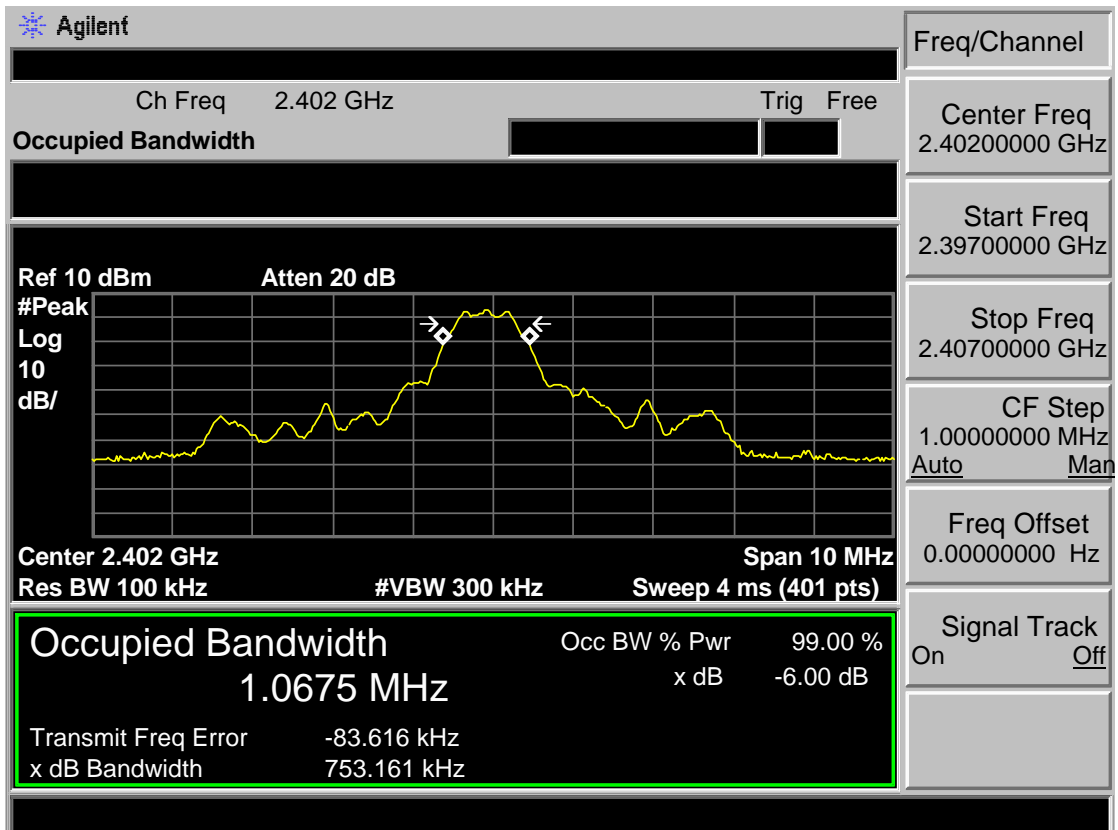 Agilent
Freq/Channel
Ch Freq 2.402 GHz Trig Free
Occupied Bandwidth
Center Freq
2.40200000 GHz
Start Freq
2.39700000 GHz
Stop Freq
2.40700000 GHz
CF Step
1.00000000 MHz
Auto Man
Freq Offset
0.00000000 Hz
Signal Track
On Off
Ref 10 dBm Atten 20 dB
#Peak
Log
10
dB/
Center 2.402 GHz Span 10 MHz
Res BW 100 kHz #VBW 300 kHz Sweep 4 ms (401 pts)
Occupied Bandwidth
1.0675 MHz
Occ BW % Pwr 99.00 %
x dB -6.00 dB
Transmit Freq Error -83.616 kHz
x dB Bandwidth 753.161 kHz